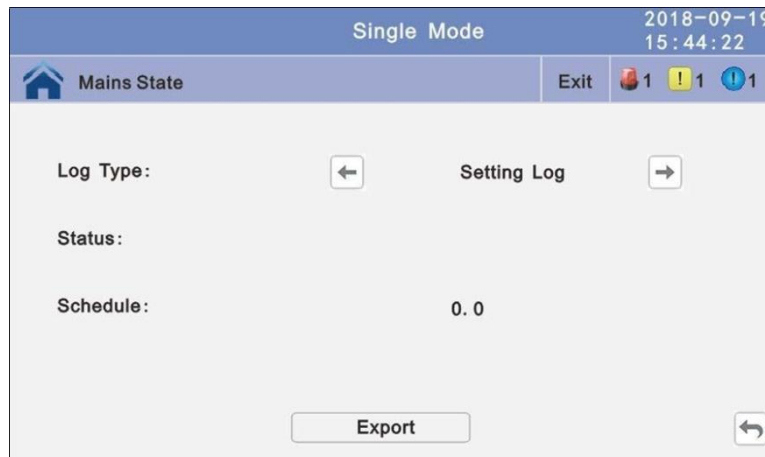 Single Mode
2018-09-19
15:44:22
Mains State Exit 1 1 1
Log Type: Setting Log
Status:
Schedule: 0.0
Export